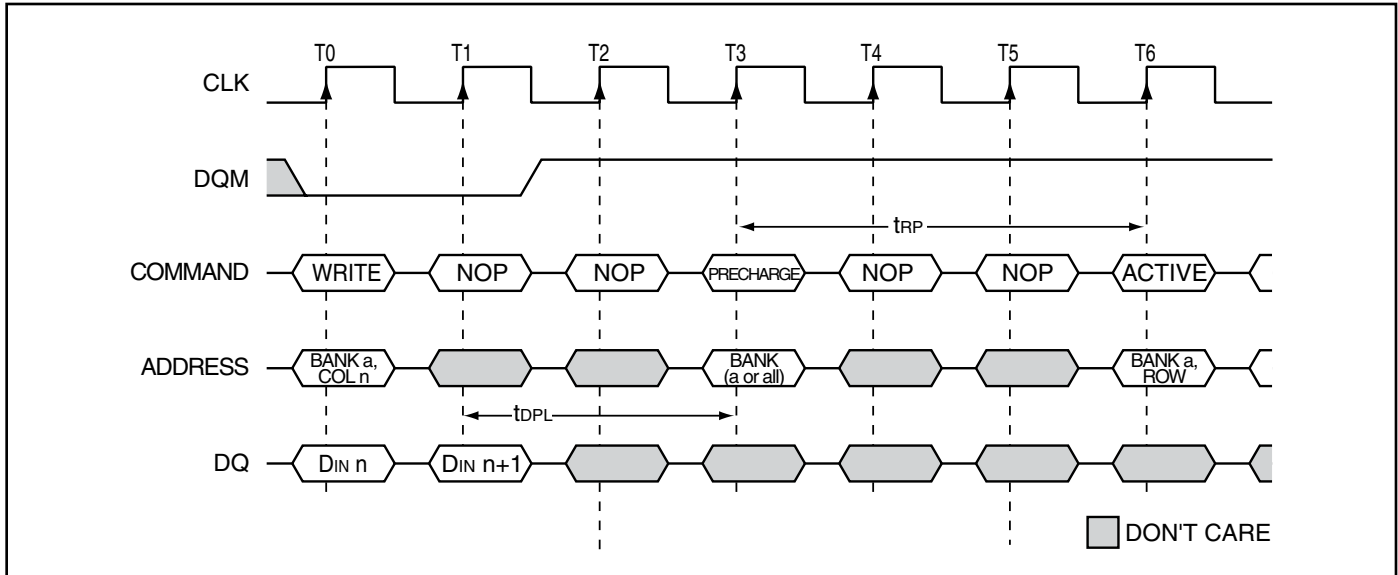 T0 T1 T2 T3 T4 T5 T6
CLK
DQM
tRP
COMMAND WRITE NOP NOP PRECHARGE NOP NOP ACTIVE
ADDRESS BANK a, COL n BANK (a or all) BANK a, ROW
tDPL
DQ DIN n DIN n+1
DON'T CARE